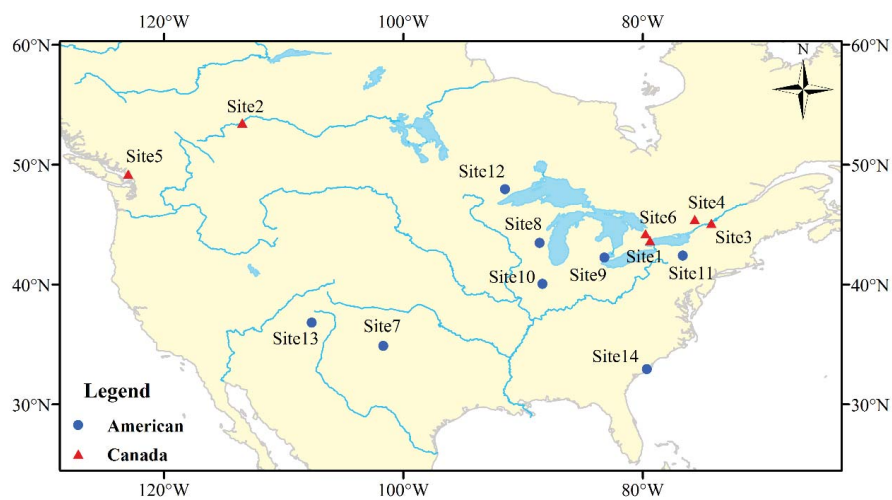 120°W 100°W 80°W
60°N 60°N
N
Site2
Site5 50°N 50°N
Site12
Site4
Site8 Site6
Site3
Site1
Site9
Site10 Site11
40°N 40°N
Site13 Site7
Site14
Legend
30°N 30°N
American
Canada
120°W 100°W 80°W